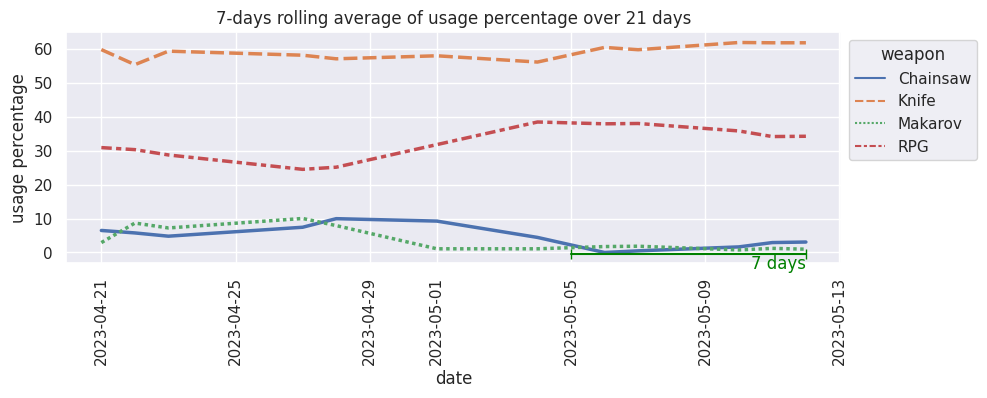 7-days rolling average of usage percentage over 21 days
usage percentage
60
50
40
30
20
10
0
2023-04-21
2023-04-25
2023-04-29
2023-05-01
2023-05-05
2023-05-09
2023-05-13
date
7 days
weapon
Chainsaw
Knife
Makarov
RPG